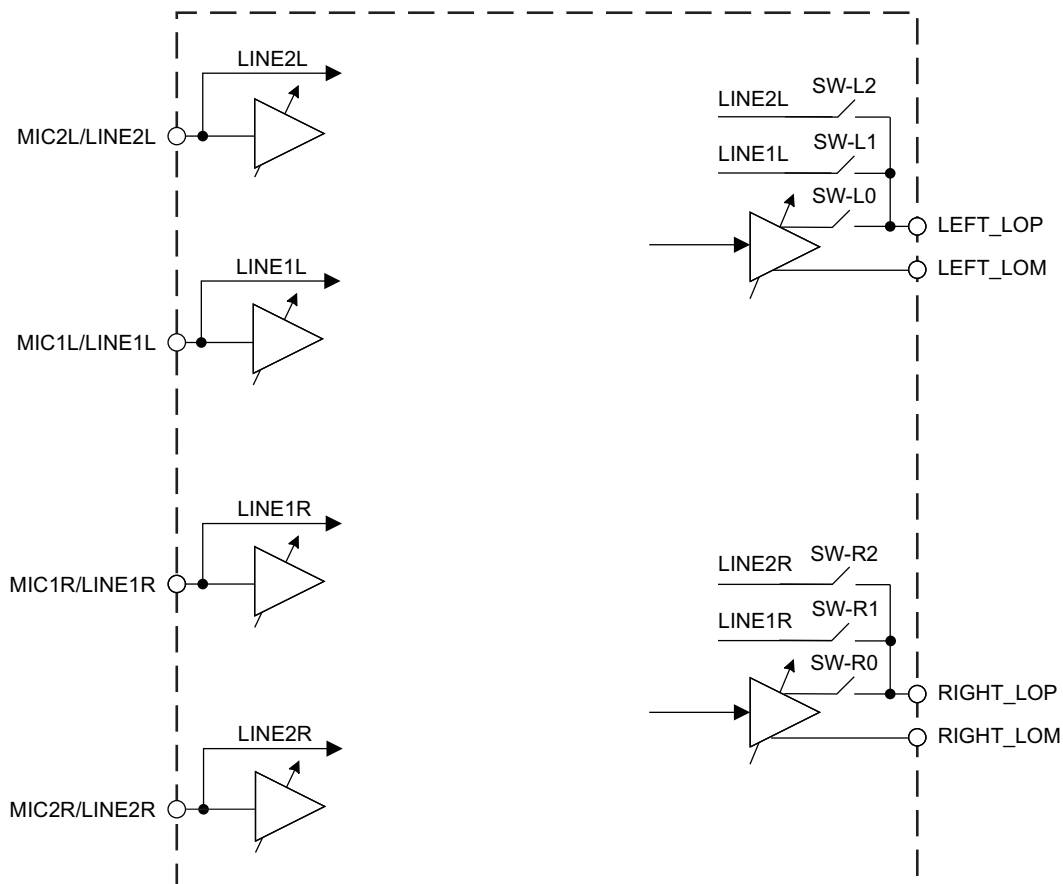 LINE2L
MIC2L/LINE2L
LINE1L
MIC1L/LINE1L
LINE1R
MIC1R/LINE1R
LINE2R
MIC2R/LINE2R
SW-L2
LINE2L
SW-L1
LINE1L
SW-L0
LEFT_LOP
LEFT_LOM
SW-R2
LINE2R
SW-R1
LINE1R
SW-R0
RIGHT_LOP
RIGHT_LOM